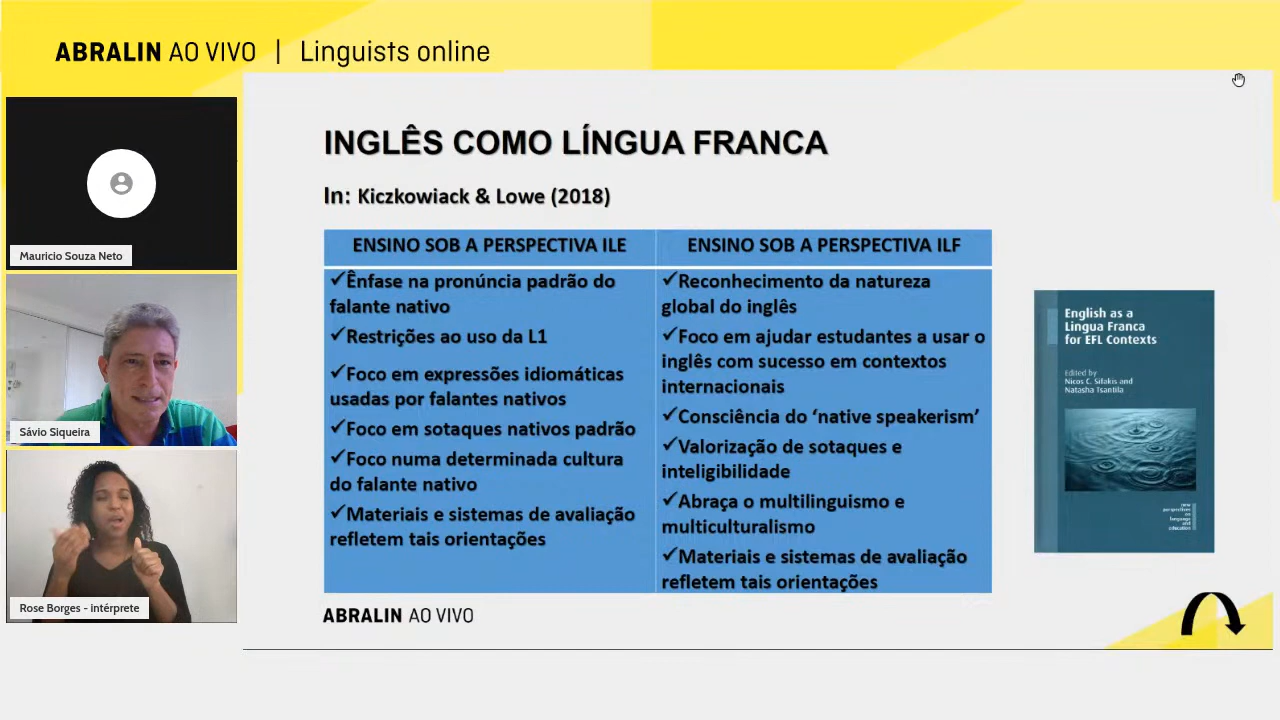 ABRALIN AO VIVO | Linguists online
Mauricio Souza Neto
Sávio Siqueira
Rose Borges - intérprete
INGLÊS COMO LÍNGUA FRANCA
In: Kiczkowiack & Lowe (2018)
ENSINO SOB A PERSPECTIVA ILE
✓Ênfase na pronúncia padrão do
falante nativo
✓Restrições ao uso da L1
✓Foco em expressões idiomáticas
usadas por falantes nativos
✓Foco em sotaques nativos padrão
✓Foco numa determinada cultura
do falante nativo
✓Materiais e sistemas de avaliação
refletem tais orientações
ENSINO SOB A PERSPECTIVA ILF
✓Reconhecimento da natureza
global do inglês
✓Foco em ajudar estudantes a usar o
inglês com sucesso em contextos
internacionais
✓Consciência do ‘native speakerism’
✓Valorização de sotaques e
inteligibilidade
✓Abraça o multilinguismo e
multiculturalismo
✓Materiais e sistemas de avaliação
refletem tais orientações
English as a
Lingua Franca
for EFL Contexts
Edited by
Nicos C. Sifakis and
Natasha Tsantila
new
perspectives
on
language
and
education
ABRALIN AO VIVO